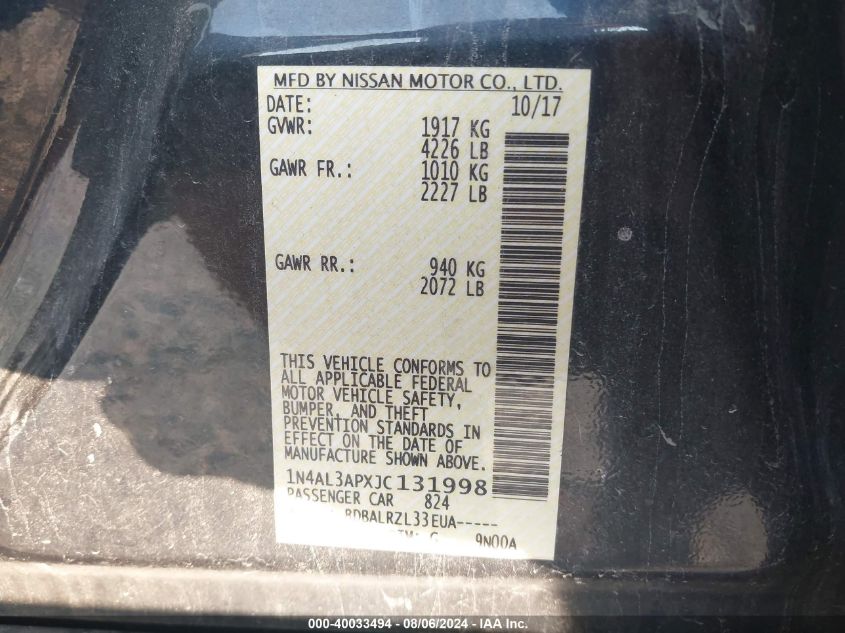 MFD BY NISSAN MOTOR CO., LTD.
DATE: 10/17
GVWR: 1917 KG
4226 LB
GAWR FR.: 1010 KG
2227 LB
GAWR RR.: 940 KG
2072 LB
THIS VEHICLE CONFORMS TO
ALL APPLICABLE FEDERAL
MOTOR VEHICLE SAFETY,
BUMPER, AND THEFT
PREVENTION STANDARDS IN
EFFECT ON THE DATE OF
MANUFACTURE SHOWN ABOVE.
1N4AL3APXJC131998
PASSENGER CAR 824
BDBALRZL33EUA-----
9N00A
000-40033494 - 08/06/2024 - IAA Inc.